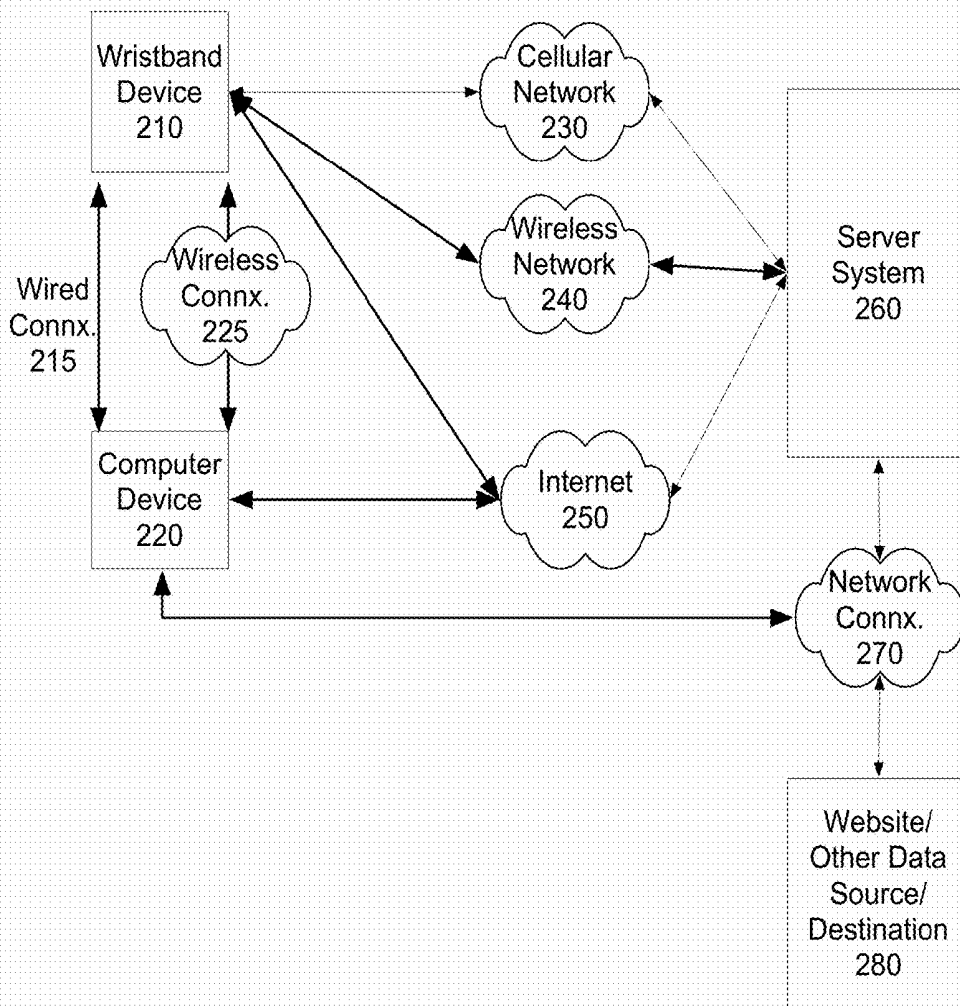 Wristband
Device
210
Cellular
Network
230
Wireless
Network
240
Server
System
260
Wired
Connx.
215
Wireless
Connx.
225
Computer
Device
220
Internet
250
Network
Connx.
270
Website/
Other Data
Source/
Destination
280